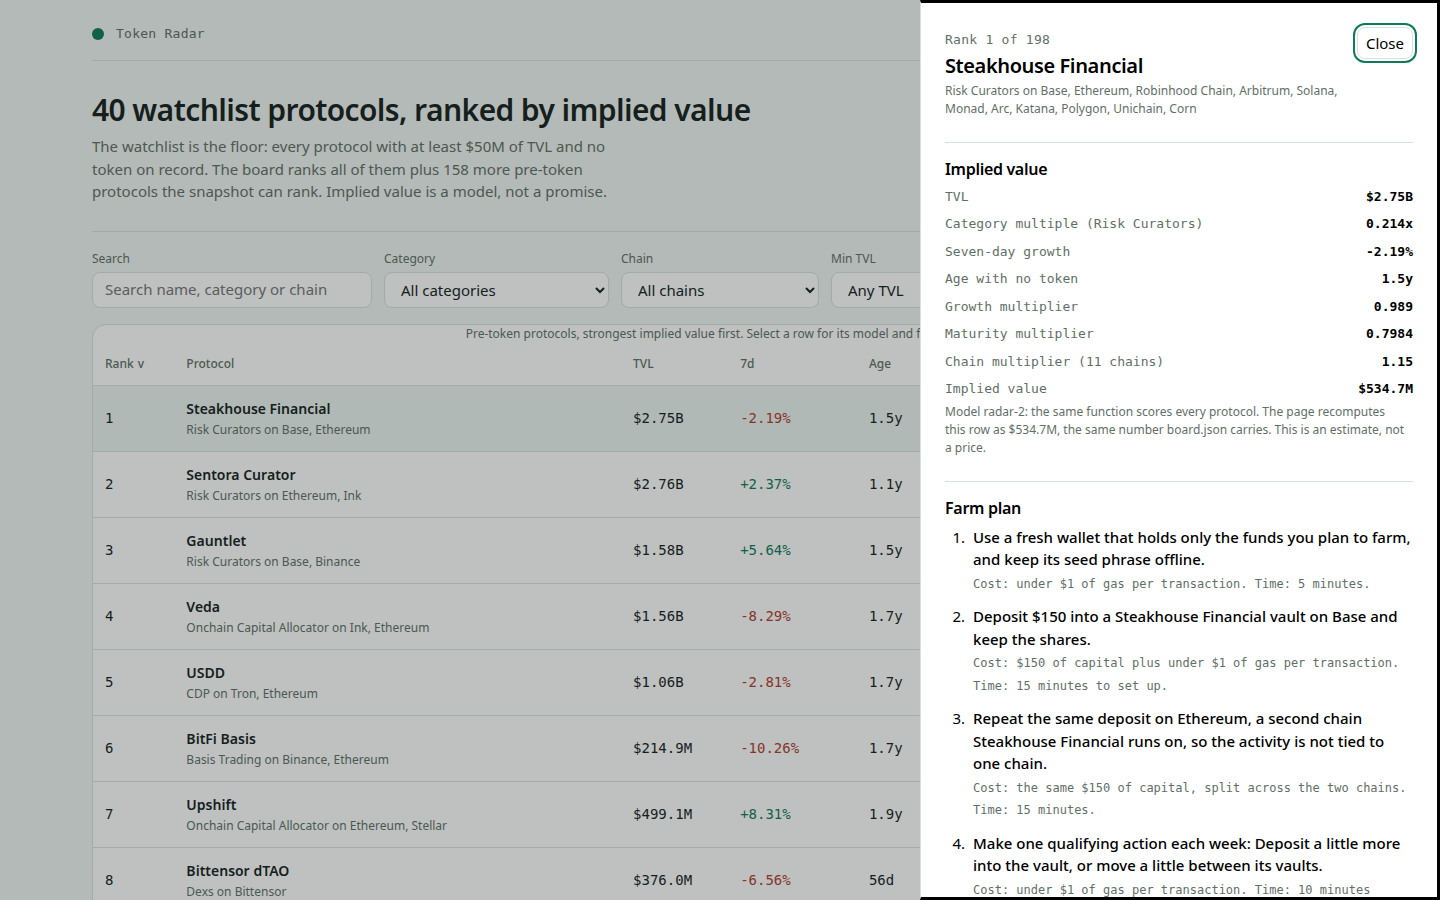 Token Radar
40 watchlist protocols, ranked by implied value
The watchlist is the floor: every protocol with at least $50M of TVL and no
token on record. The board ranks all of them plus 158 more pre-token
protocols the snapshot can rank. Implied value is a model, not a promise.
Search
Category
Chain
Min TVL
Search name, category or chain
All categories
All chains
Any TVL
Pre-token protocols, strongest implied value first. Select a row for its model and f
Rank v
Protocol
TVL
7d
Age
1
Steakhouse Financial
Risk Curators on Base, Ethereum
$2.75B
-2.19%
1.5y
2
Sentora Curator
Risk Curators on Ethereum, Ink
$2.76B
+2.37%
1.1y
3
Gauntlet
Risk Curators on Base, Binance
$1.58B
+5.64%
1.5y
4
Veda
Onchain Capital Allocator on Ink, Ethereum
$1.56B
-8.29%
1.7y
5
USDD
CDP on Tron, Ethereum
$1.06B
-2.81%
1.7y
6
BitFi Basis
Basis Trading on Binance, Ethereum
$214.9M
-10.26%
1.7y
7
Upshift
Onchain Capital Allocator on Ethereum, Stellar
$499.1M
+8.31%
1.9y
8
Bittensor dTAO
Dexs on Bittensor
$376.0M
-6.56%
56d
Rank 1 of 198
Close
Steakhouse Financial
Risk Curators on Base, Ethereum, Robinhood Chain, Arbitrum, Solana,
Monad, Arc, Katana, Polygon, Unichain, Corn
Implied value
TVL
$2.75B
Category multiple (Risk Curators)
0.214x
Seven-day growth
-2.19%
Age with no token
1.5y
Growth multiplier
0.989
Maturity multiplier
0.7984
Chain multiplier (11 chains)
1.15
Implied value
$534.7M
Model radar-2: the same function scores every protocol. The page recomputes
this row as $534.7M, the same number board.json carries. This is an estimate, not
a price.
Farm plan
1. Use a fresh wallet that holds only the funds you plan to farm,
and keep its seed phrase offline.
Cost: under $1 of gas per transaction. Time: 5 minutes.
2. Deposit $150 into a Steakhouse Financial vault on Base and
keep the shares.
Cost: $150 of capital plus under $1 of gas per transaction.
Time: 15 minutes to set up.
3. Repeat the same deposit on Ethereum, a second chain
Steakhouse Financial runs on, so the activity is not tied to
one chain.
Cost: the same $150 of capital, split across the two chains.
Time: 15 minutes.
4. Make one qualifying action each week: Deposit a little more
into the vault, or move a little between its vaults.
Cost: under $1 of gas per transaction. Time: 10 minutes